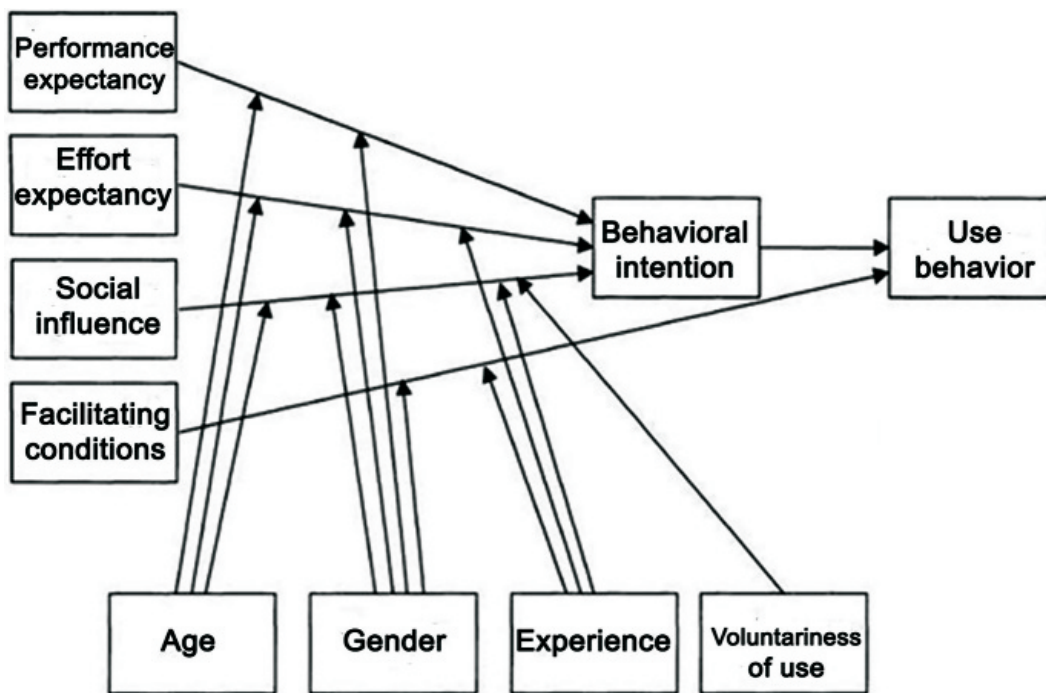 Performance
expectancy
Effort
expectancy
Social
influence
Facilitating
conditions
Behavioral
intention
Use
behavior
Age
Gender
Experience
Voluntariness
of use